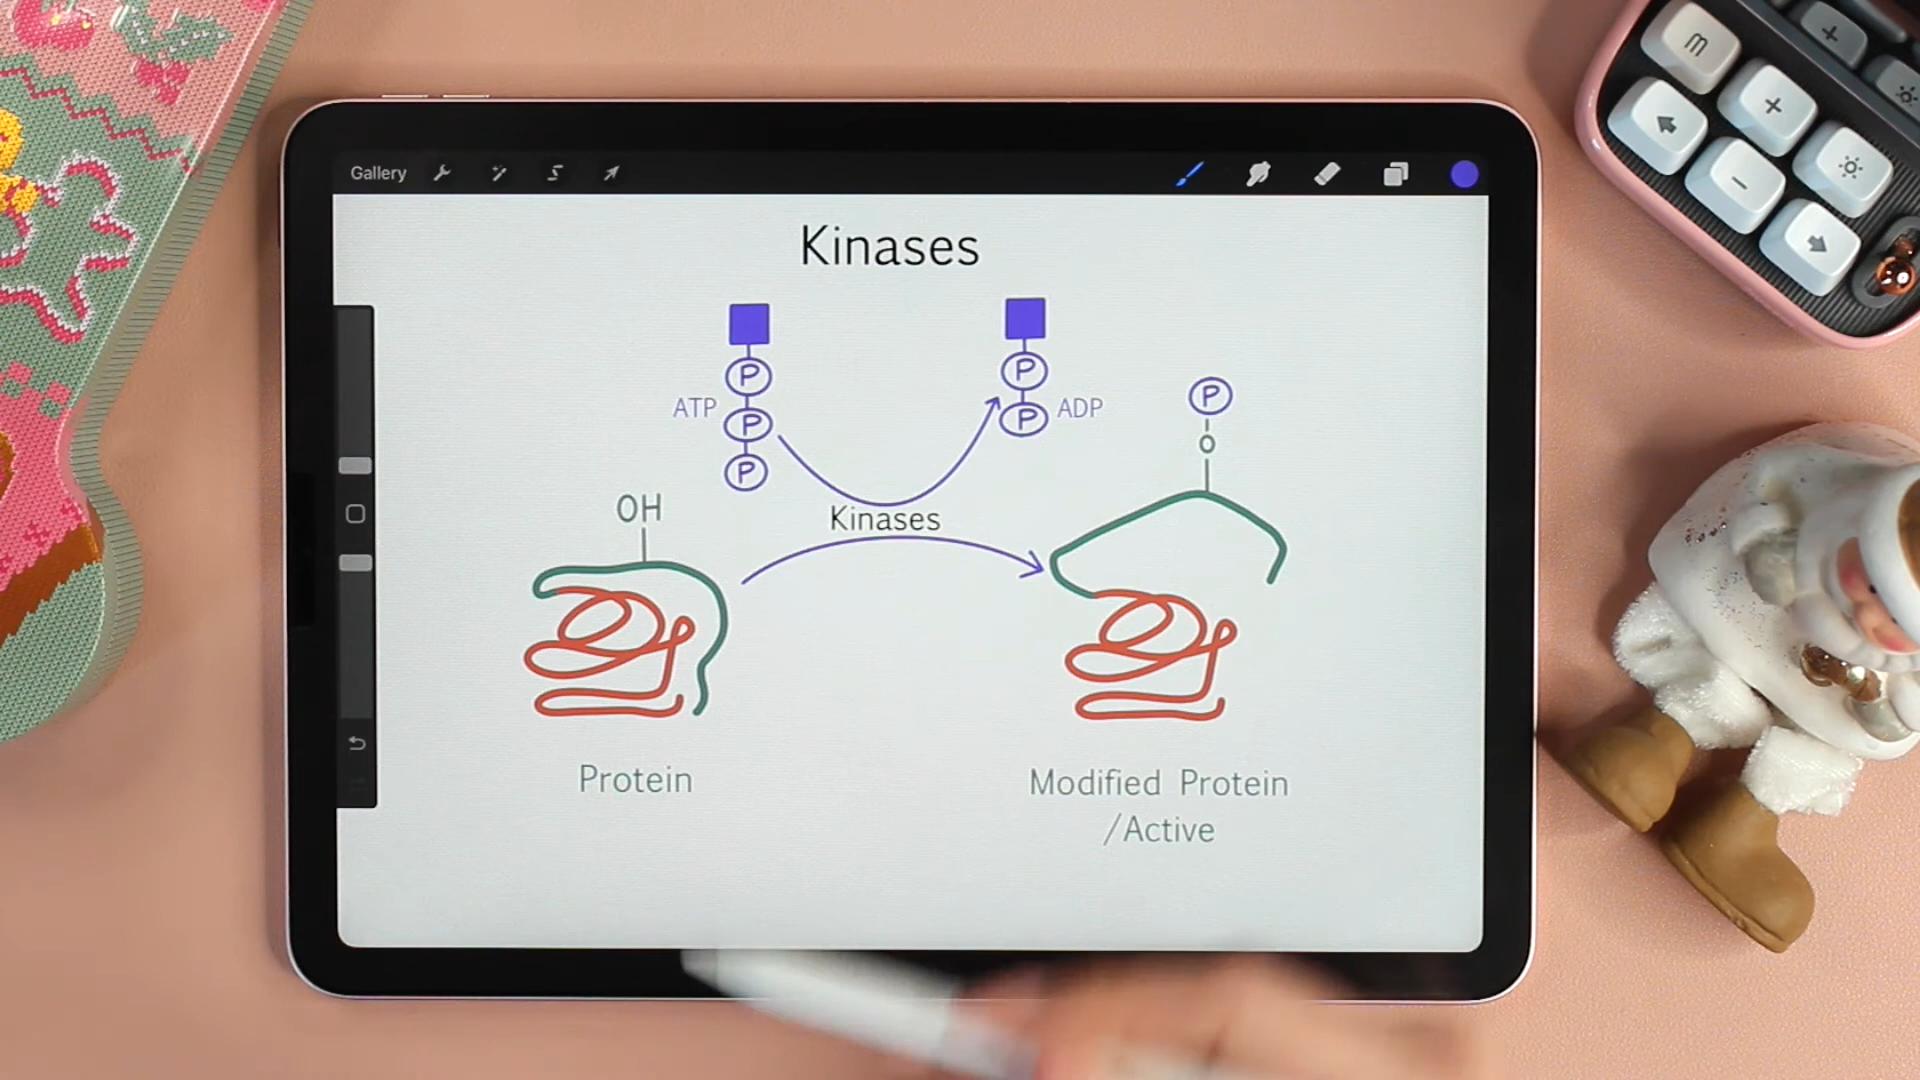 Gallery
Kinases
P
P
P
ATP
P
P
ADP
P
O
OH
Kinases
Protein
Modified Protein
/Active
m
+
+
−